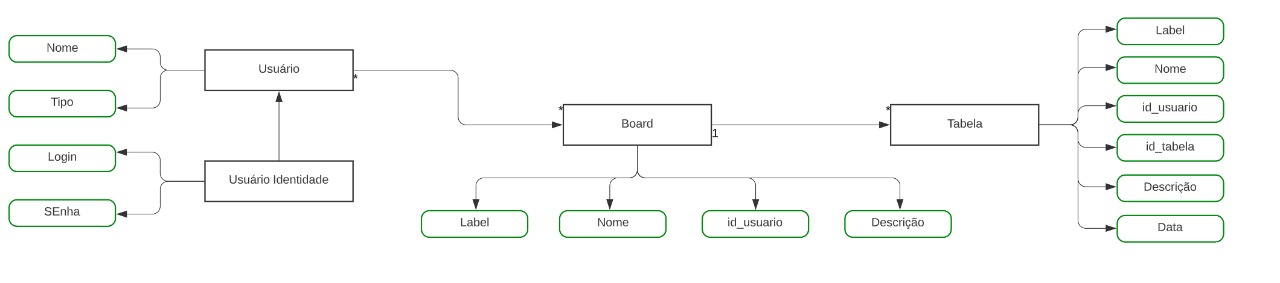 Nome
Tipo
Usuário
*
Login
SEnha
Usuário Identidade
*
Board
1
Label
Nome
id_usuario
Descrição
*
Tabela
Label
Nome
id_usuario
id_tabela
Descrição
Data